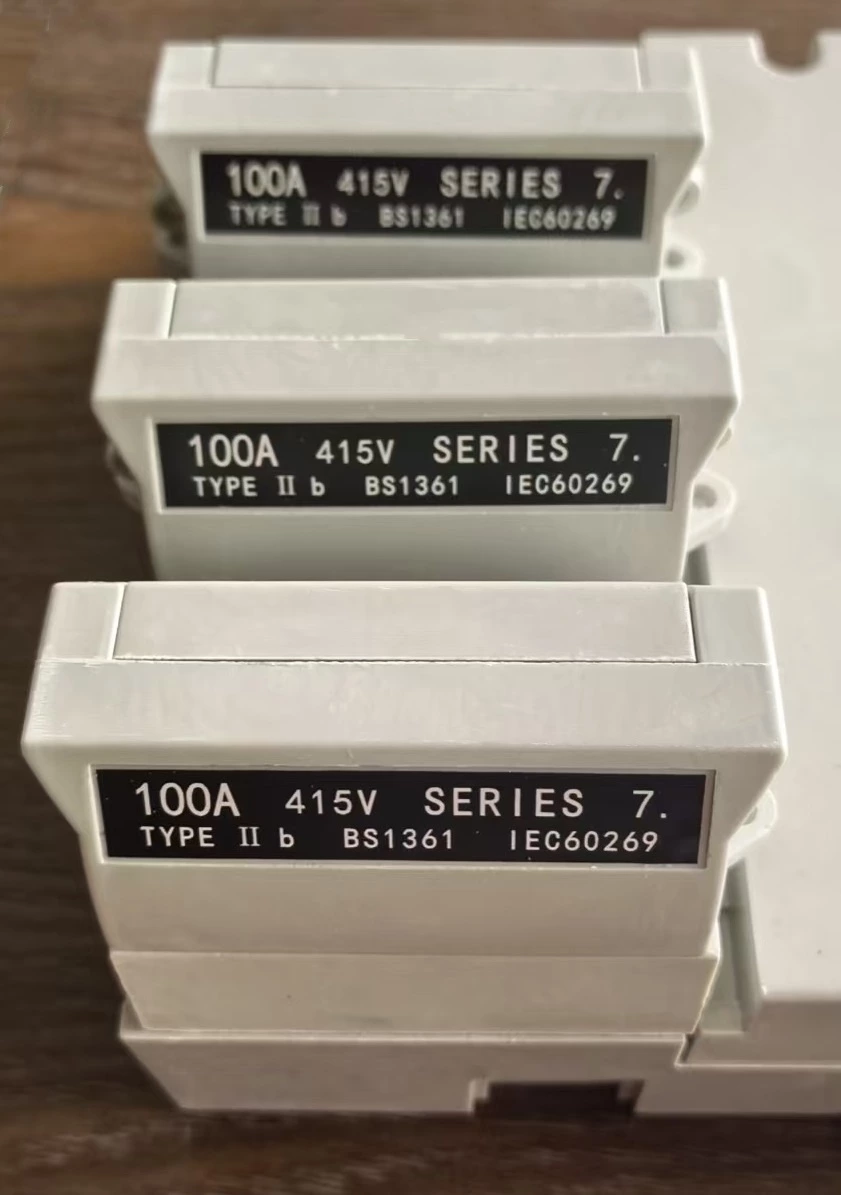 100A 415V SERIES 7.
TYPE II b BS1361 IEC60269
100A 415V SERIES 7.
TYPE II b BS1361 IEC60269
100A 415V SERIES 7.
TYPE II b BS1361 IEC60269